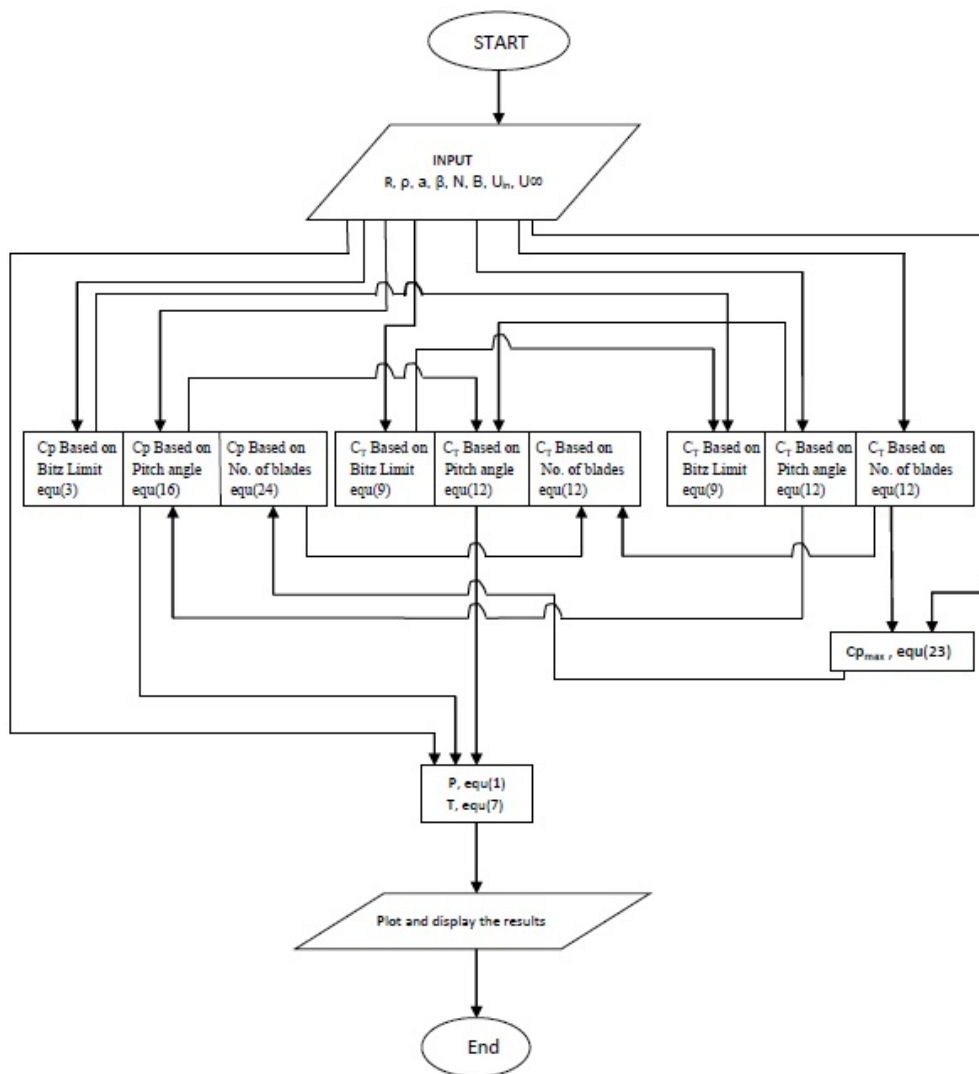 START
INPUT
R, ρ, a, β, N, B, Uin, U∞
Cp Based on
Bitz Limit
equ(3)
Cp Based on
Pitch angle
equ(16)
Cp Based on
No. of blades
equ(24)
CT Based on
Bitz Limit
equ(9)
CT Based on
Pitch angle
equ(12)
CT Based on
No. of blades
equ(12)
CT Based on
Bitz Limit
equ(9)
CT Based on
Pitch angle
equ(12)
CT Based on
No. of blades
equ(12)
Cpmax , equ(23)
P, equ(1)
T, equ(7)
Plot and display the results
End